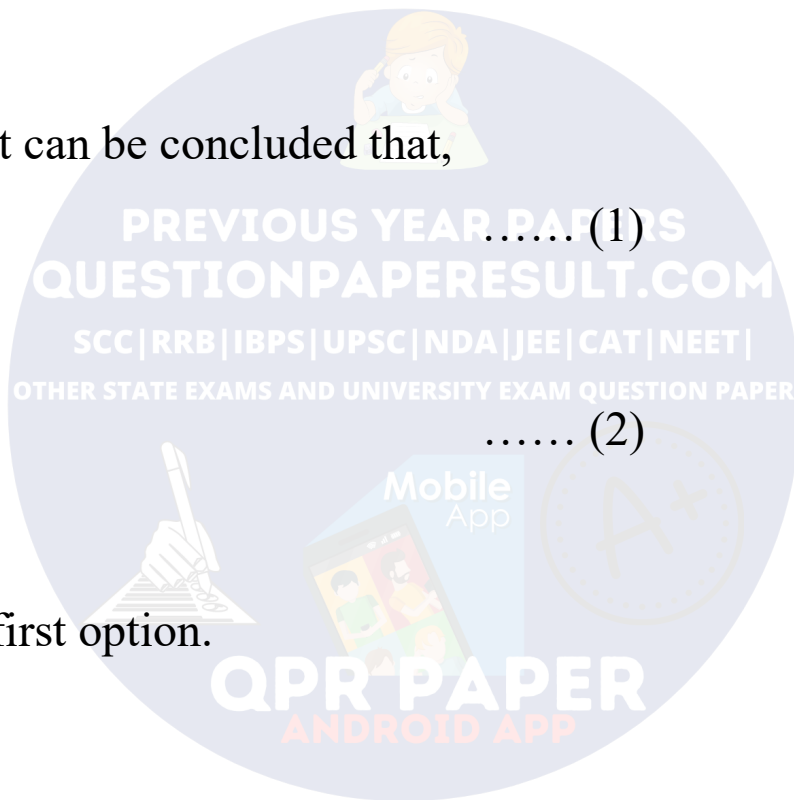 t can be concluded that,
PREVIOUS YEAR PAPERS
...... (1)
QUESTIONPAPERESULT.COM
SCC|RRB|IBPS|UPSC|NDA|JEE|CAT|NEET|
OTHER STATE EXAMS AND UNIVERSITY EXAM QUESTION PAPER
...... (2)
Mobile
App
A+
first option.
QPR PAPER
ANDROID APP